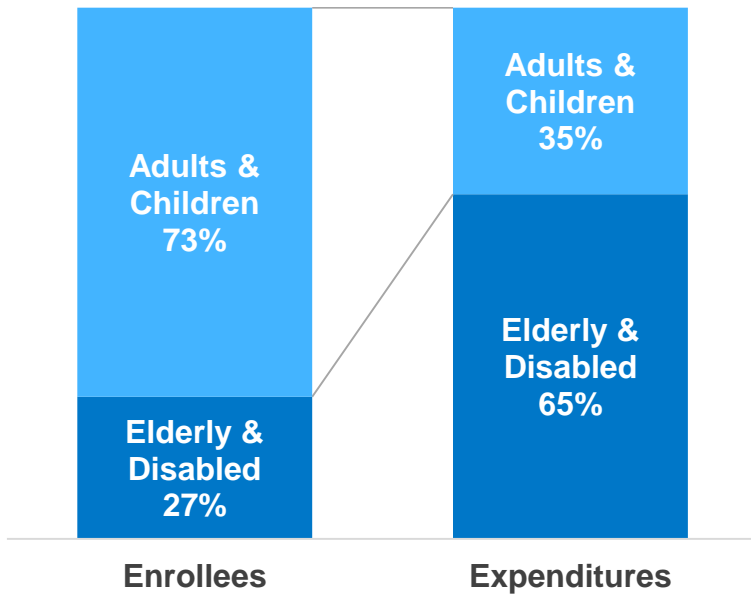 Adults &
Children
73%
Elderly &
Disabled
27%
Adults &
Children
35%
Elderly &
Disabled
65%
Enrollees
Expenditures